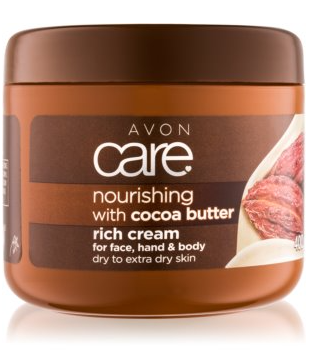 AVON
care
nourishing
with cocoa butter
rich cream
for face, hand & body
dry to extra dry skin